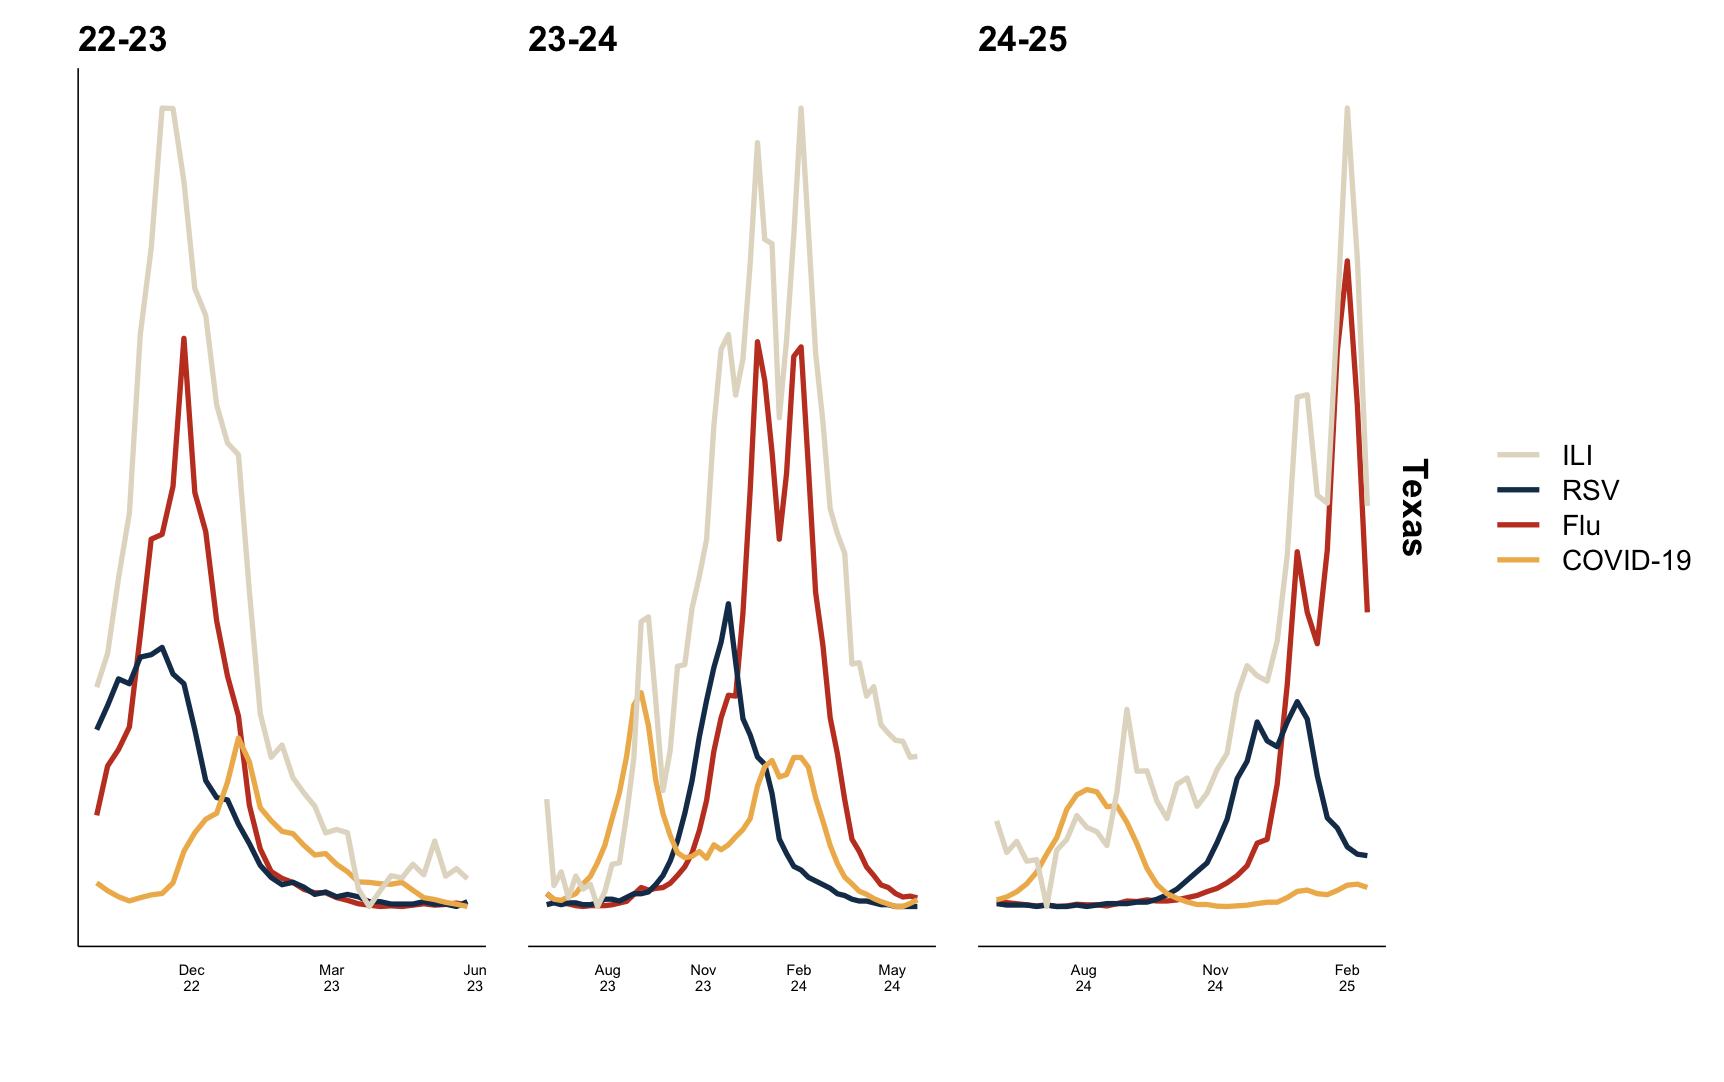 22-23
23-24
24-25
Texas
ILI
RSV
Flu
COVID-19
Dec
22
Mar
23
Jun
23
Aug
23
Nov
23
Feb
24
May
24
Aug
24
Nov
24
Feb
25